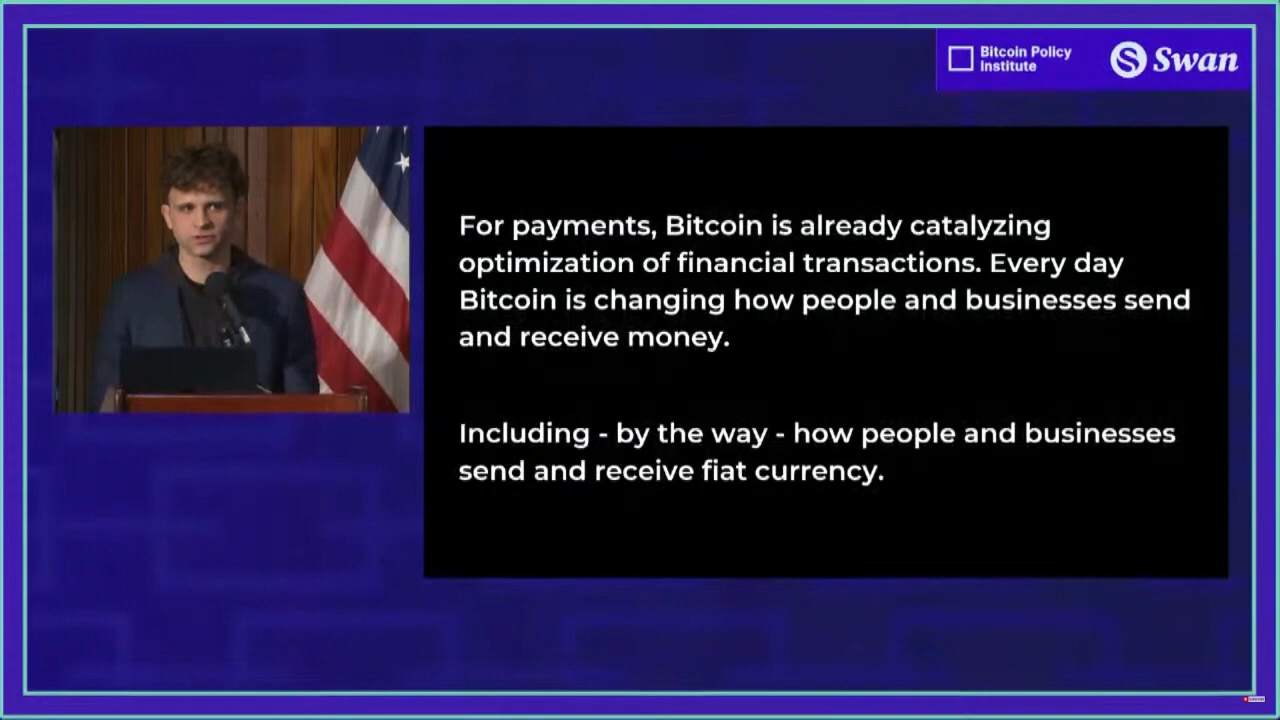 Bitcoin Policy
Institute
Swan
For payments, Bitcoin is already catalyzing
optimization of financial transactions. Every day
Bitcoin is changing how people and businesses send
and receive money.
Including - by the way - how people and businesses
send and receive fiat currency.